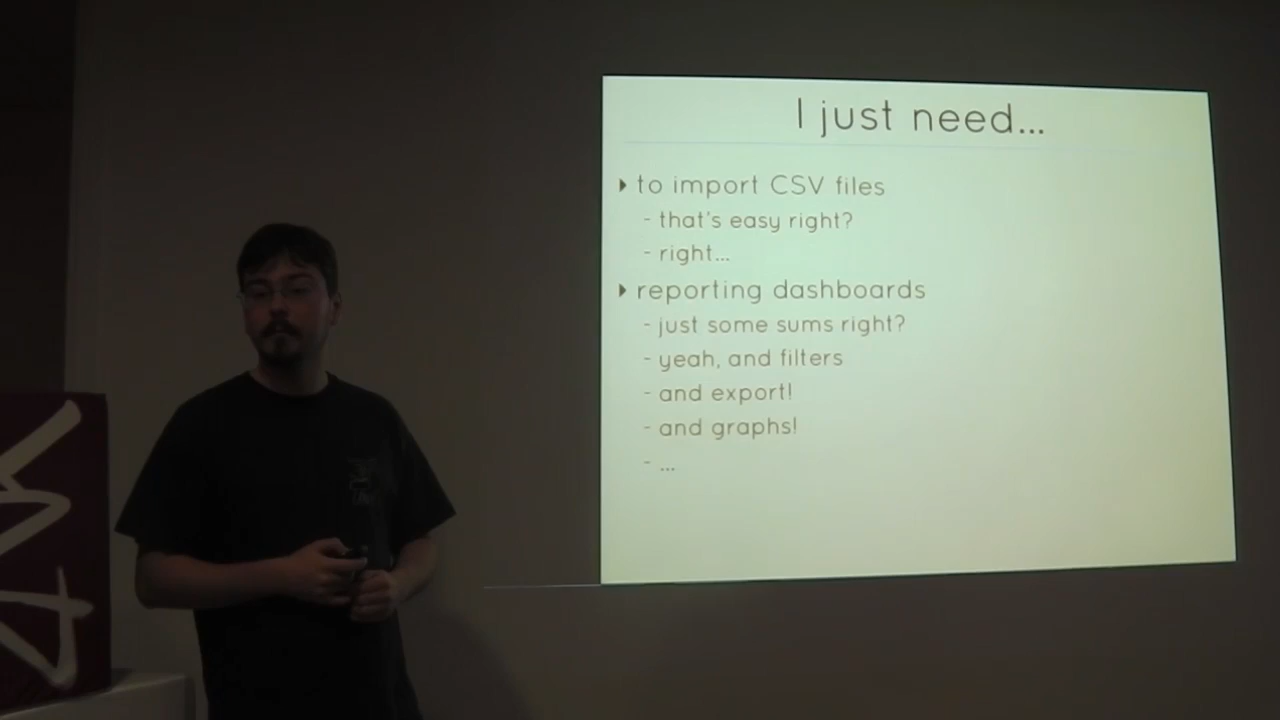 I just need...
to import CSV files
- that's easy right?
- right...
reporting dashboards
- just some sums right?
- yeah, and filters
- and export!
- and graphs!
- ...